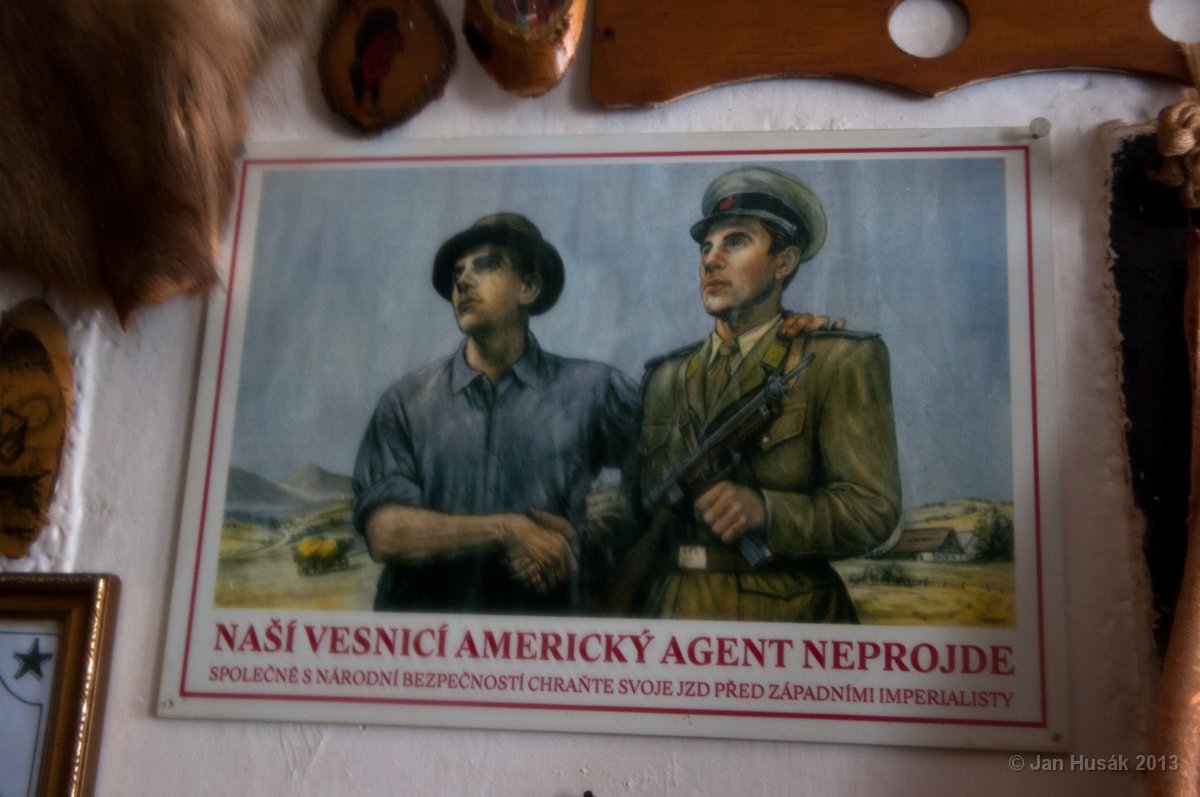 NAŠÍ VESNICÍ AMERICKÝ AGENT NEPROJDE
SPOLEČNĚ S NÁRODNÍ BEZPEČNOSTÍ CHRAŇTE SVOJE JZD PŘED ZÁPADNÍMI IMPERIALISTY
© Jan Husák 2013